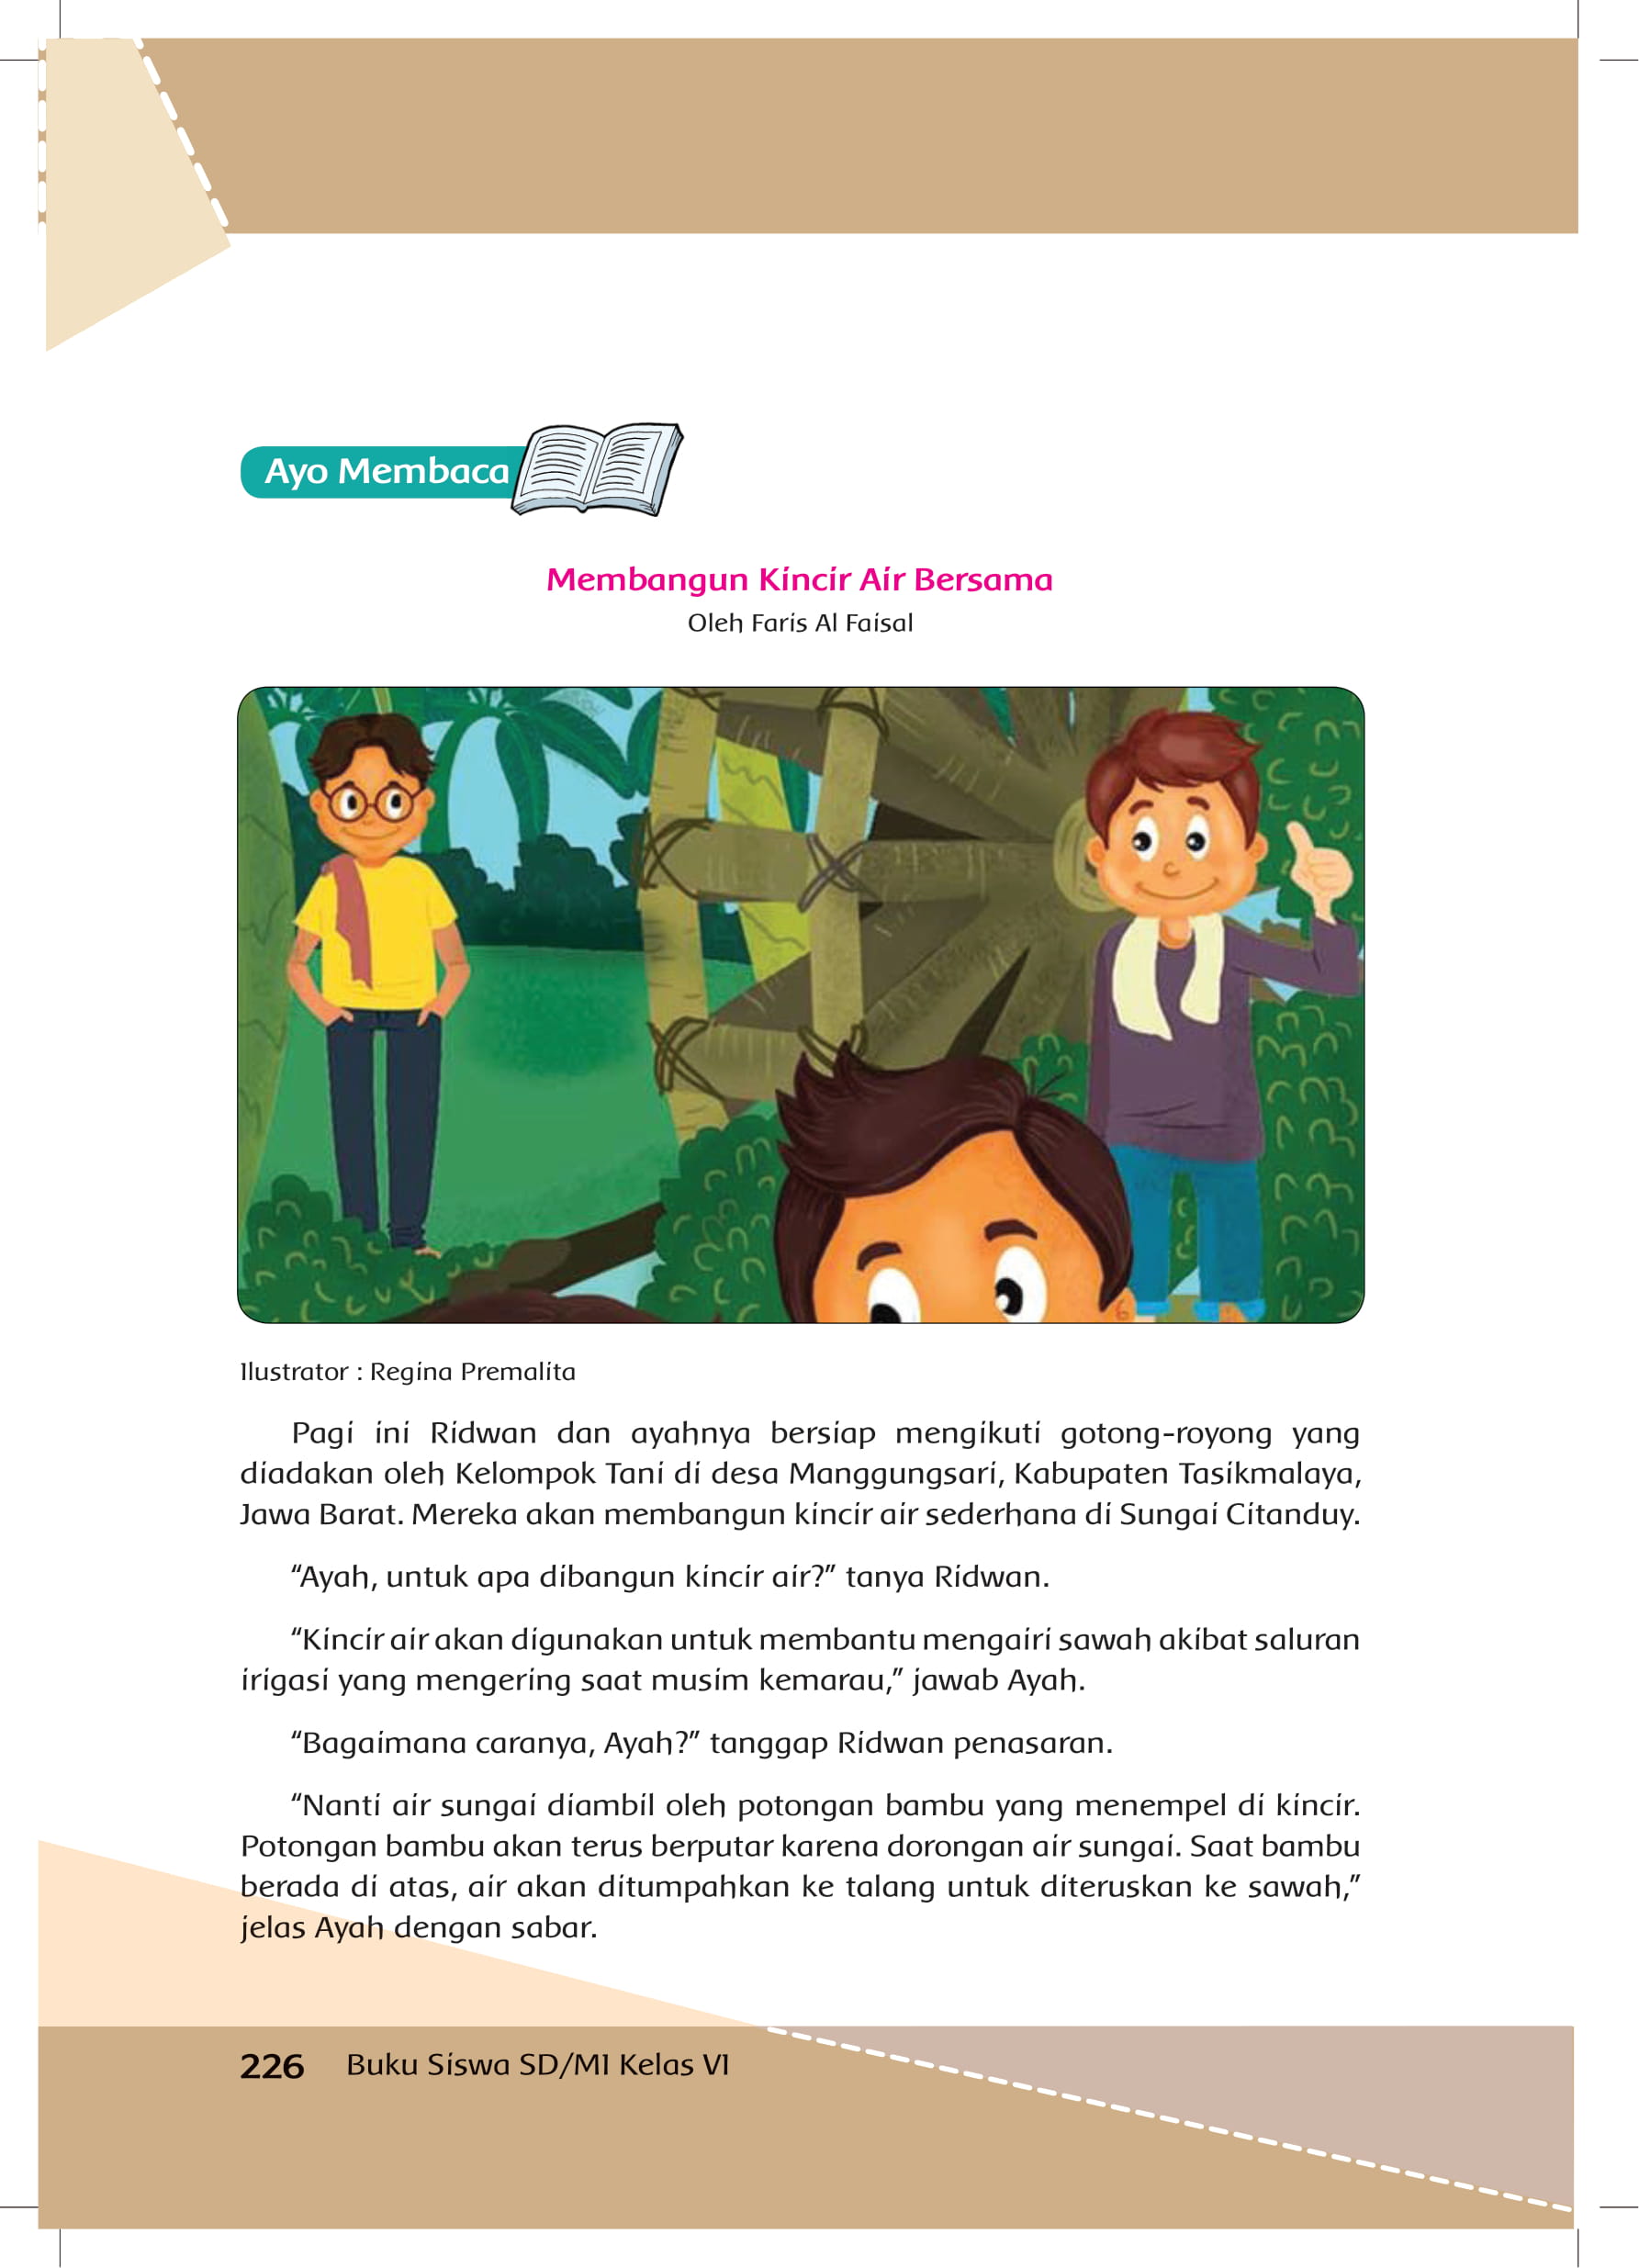 Ayo Membaca
Membangun Kincir Air Bersama
Oleh Faris Al Faisal
Ilustrator : Regina Premalita
Pagi ini Ridwan dan ayahnya bersiap mengikuti gotong-royong yang
diadakan oleh Kelompok Tani di desa Manggungsari, Kabupaten Tasikmalaya,
Jawa Barat. Mereka akan membangun kincir air sederhana di Sungai Citanduy.
“Ayah, untuk apa dibangun kincir air?” tanya Ridwan.
“Kincir air akan digunakan untuk membantu mengairi sawah akibat saluran
irigasi yang mengering saat musim kemarau,” jawab Ayah.
“Bagaimana caranya, Ayah?” tanggap Ridwan penasaran.
“Nanti air sungai diambil oleh potongan bambu yang menempel di kincir.
Potongan bambu akan terus berputar karena dorongan air sungai. Saat bambu
berada di atas, air akan ditumpahkan ke talang untuk diteruskan ke sawah,”
jelas Ayah dengan sabar.
226 Buku Siswa SD/MI Kelas VI